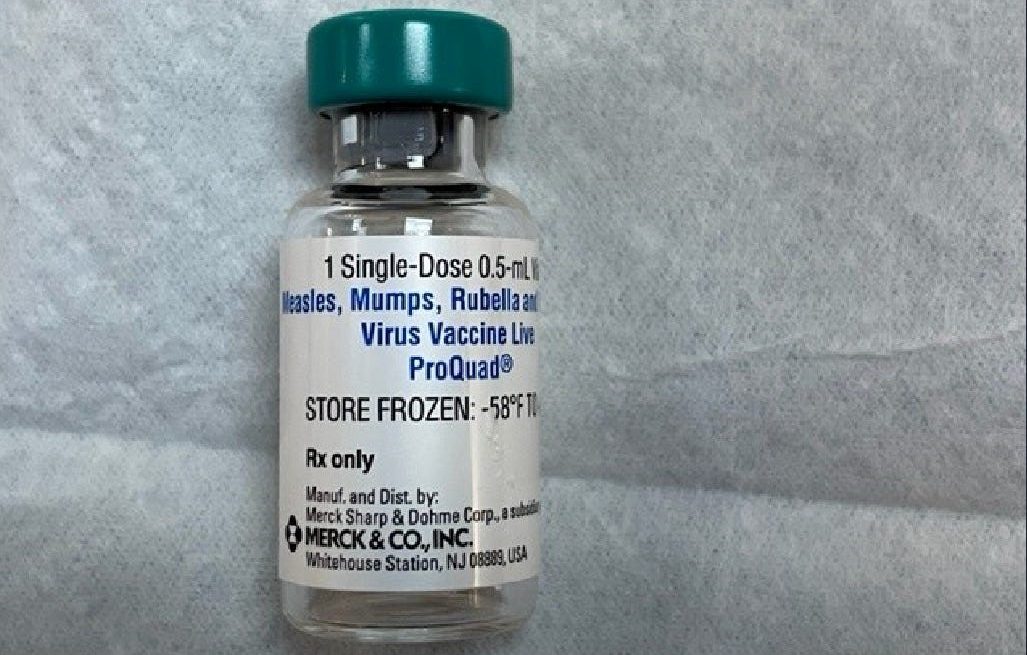 1 Single-Dose 0.5-mL
Measles, Mumps, Rubella and
Virus Vaccine Live
ProQuad®
STORE FROZEN: -58°F TO
Rx only
Manuf. and Dist. by:
Merck Sharp & Dohme Corp., a
MERCK & CO., INC.
Whitehouse Station, NJ 08889, USA